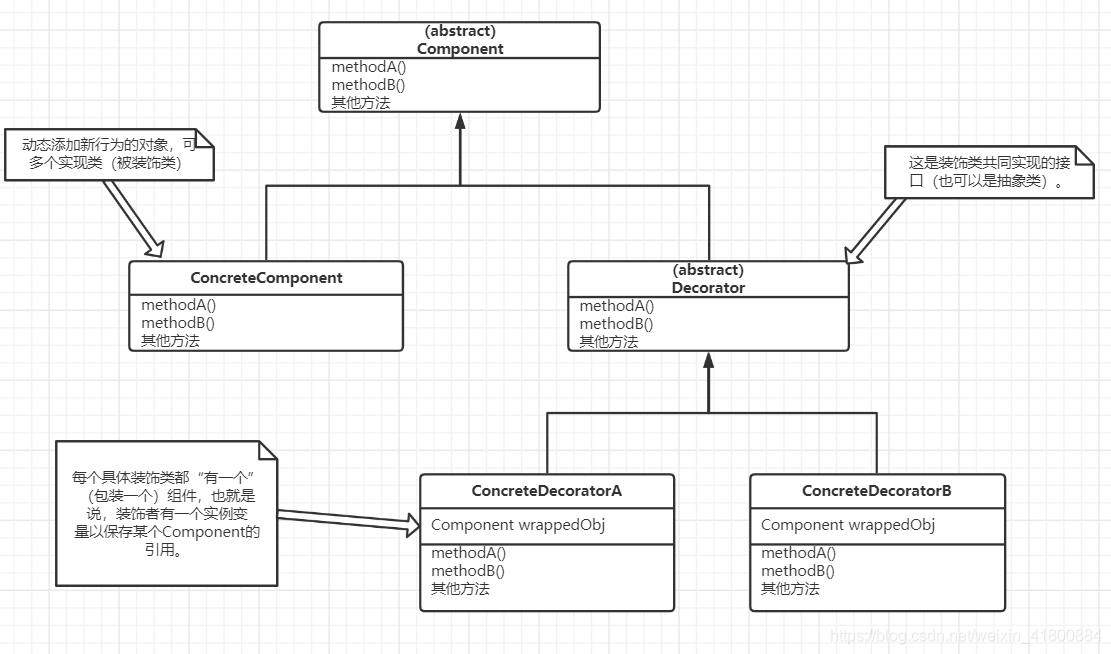 (abstract)
Component
methodA()
methodB()
其他方法
动态添加新行为的对象，可
多个实现类（被装饰类）
这是装饰类共同实现的接
口（也可以是抽象类）。
ConcreteComponent
methodA()
methodB()
其他方法
(abstract)
Decorator
methodA()
methodB()
其他方法
每个具体装饰类都“有一个”
（包装一个）组件，也就是
说，装饰者有一个实例变
量以保存某个Component的
引用。
ConcreteDecoratorA
Component wrappedObj
methodA()
methodB()
其他方法
ConcreteDecoratorB
Component wrappedObj
methodA()
methodB()
其他方法
https://blog.csdn.net/weixin_41800884